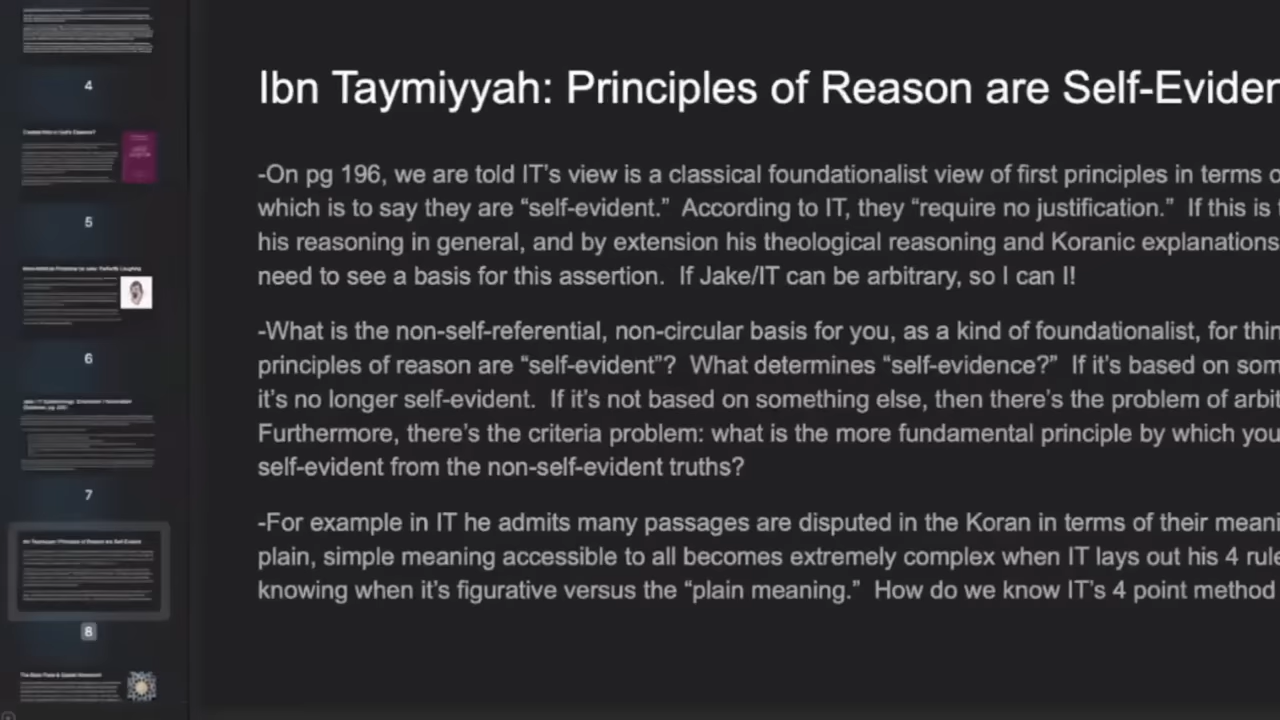 4
5
6
7
8
Ibn Taymiyyah: Principles of Reason are Self-Eviden
-On pg 196, we are told IT's view is a classical foundationalist view of first principles in terms o
which is to say they are “self-evident.” According to IT, they “require no justification.” If this is
his reasoning in general, and by extension his theological reasoning and Koranic explanations
need to see a basis for this assertion. If Jake/IT can be arbitrary, so I can I!
-What is the non-self-referential, non-circular basis for you, as a kind of foundationalist, for thin
principles of reason are “self-evident”? What determines “self-evidence?” If it's based on som
it's no longer self-evident. If it's not based on something else, then there's the problem of arbit
Furthermore, there's the criteria problem: what is the more fundamental principle by which you
self-evident from the non-self-evident truths?
-For example in IT he admits many passages are disputed in the Koran in terms of their meani
plain, simple meaning accessible to all becomes extremely complex when IT lays out his 4 rule
knowing when it's figurative versus the “plain meaning.” How do we know IT's 4 point method